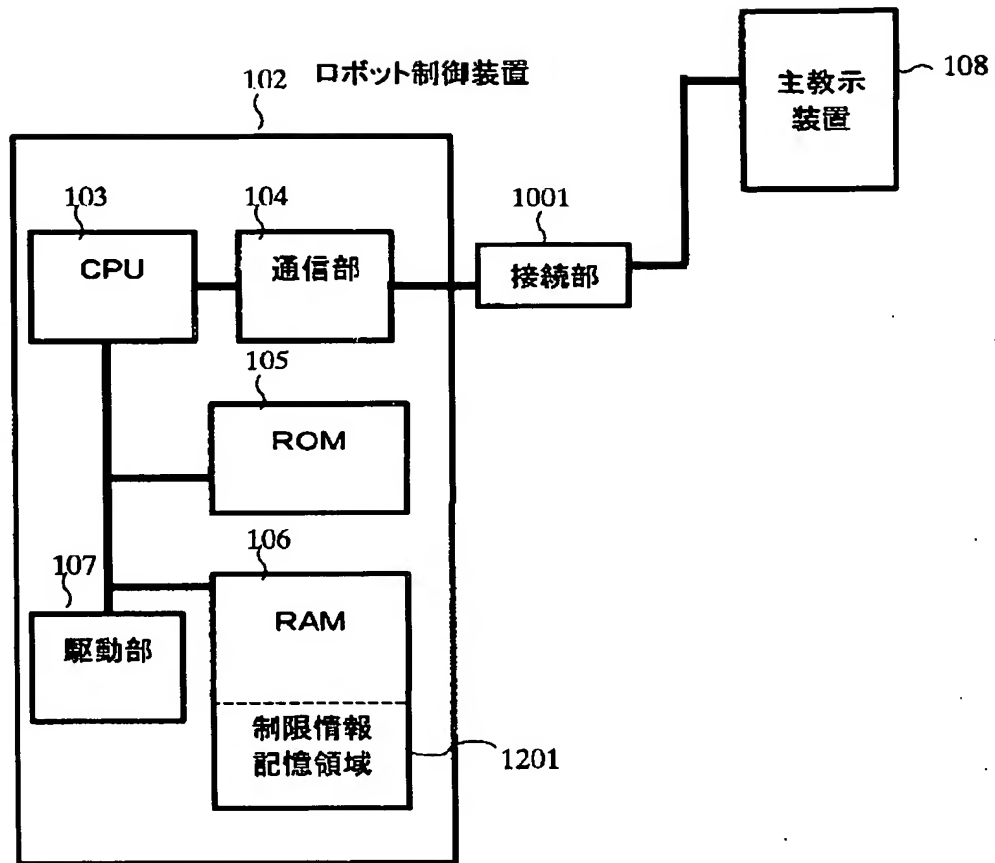 ロボット制御装置
102
108
主教示
装置
103
CPU
104
通信部
1001
接続部
105
ROM
106
RAM
107
駆動部
制限情報
記憶領域
1201